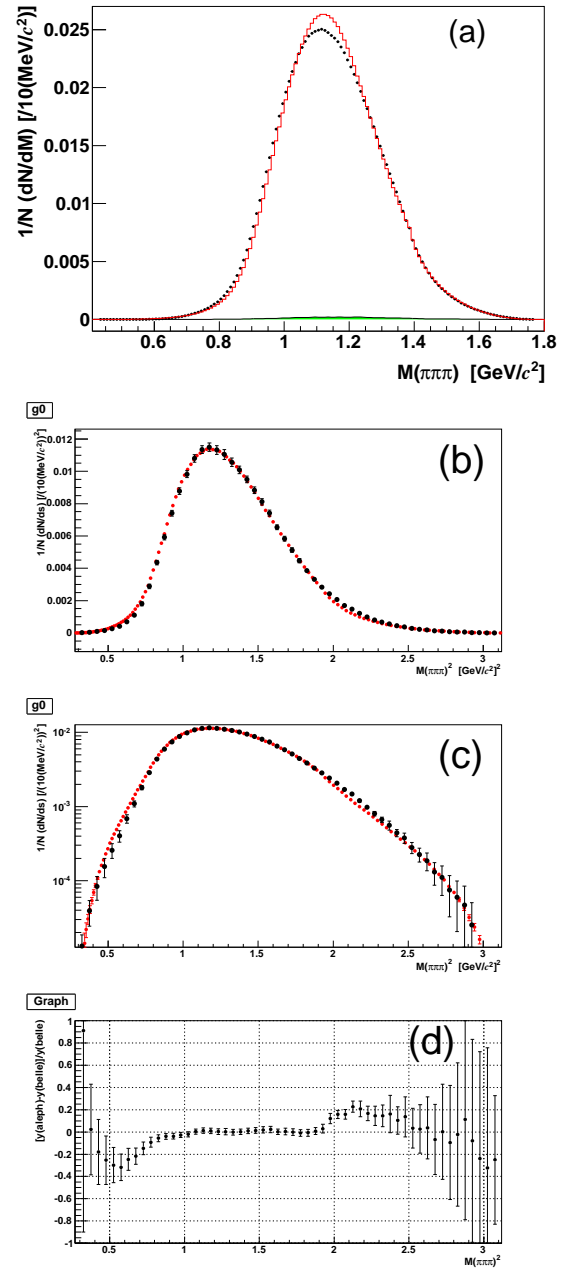 (a)
1/N (dN/dM) [/10(MeV/c²)]
0.025
0.02
0.015
0.01
0.005
0
0.6 0.8 1 1.2 1.4 1.6 1.8
M(πππ) [GeV/c²]
g0
(b)
1/N (dN/ds) [/(10(MeV/c²))²]
0.012
0.01
0.008
0.006
0.004
0.002
0
0.5 1 1.5 2 2.5 3
M(πππ)² [GeV/c²]²
g0
(c)
1/N (dN/ds) [/(10(MeV/c²))²]
10⁻²
10⁻³
10⁻⁴
0.5 1 1.5 2 2.5 3
M(πππ)² [GeV/c²]²
Graph
(d)
[y(aleph)-y(belle)]/y(belle)
1
0.8
0.6
0.4
0.2
0
-0.2
-0.4
-0.6
-0.8
-1
0.5 1 1.5 2 2.5 3
M(πππ)²